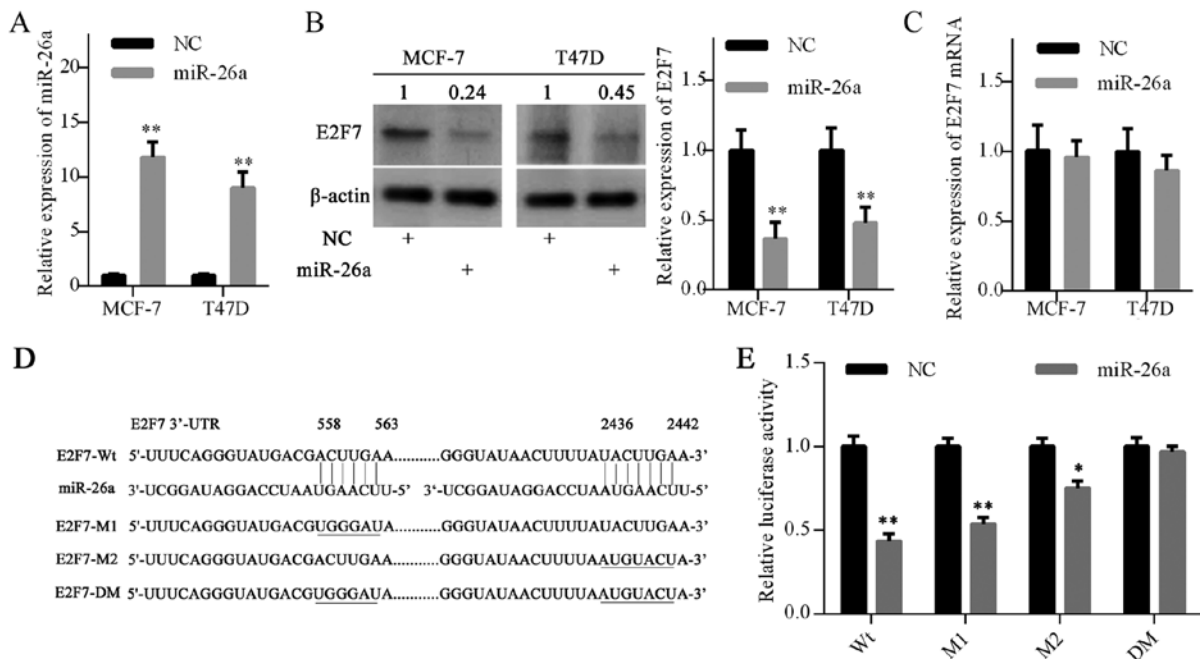 A
Relative expression of miR-26a
NC
miR-26a
20
15
10
5
0
**
**
MCF-7
T47D
B
MCF-7
T47D
1
0.24
1
0.45
E2F7
β-actin
NC
+
+
miR-26a
+
+
Relative expression of E2F7
NC
miR-26a
1.5
1.0
0.5
0.0
**
**
MCF-7
T47D
C
Relative expression of E2F7 mRNA
NC
miR-26a
1.5
1.0
0.5
0.0
MCF-7
T47D
D
E2F7 3'-UTR 558 563 2436 2442
E2F7-Wt 5'-UUUCAGGGUAUGACGACUUGAA...........GGGUAUAACUUUUAUACUUGAA-3'
miR-26a 3'-UCGGAUAGGACCUAAUGAACUU-5' 3'-UCGGAUAGGACCUAAUGAACUU-5'
E2F7-M1 5'-UUUCAGGGUAUGACGUGGGAUA........... GGGUAUAACUUUUAUACUUGAA-3'
E2F7-M2 5'-UUUCAGGGUAUGACGACUUGAA...........GGGUAUAACUUUUAAUGUACUA-3'
E2F7-DM 5'-UUUCAGGGUAUGACGUGGGAUA........... GGGUAUAACUUUUAAUGUACUA-3'
E
Relative luciferase activity
NC
miR-26a
1.5
1.0
0.5
0.0
**
**
*
Wt
M1
M2
DM